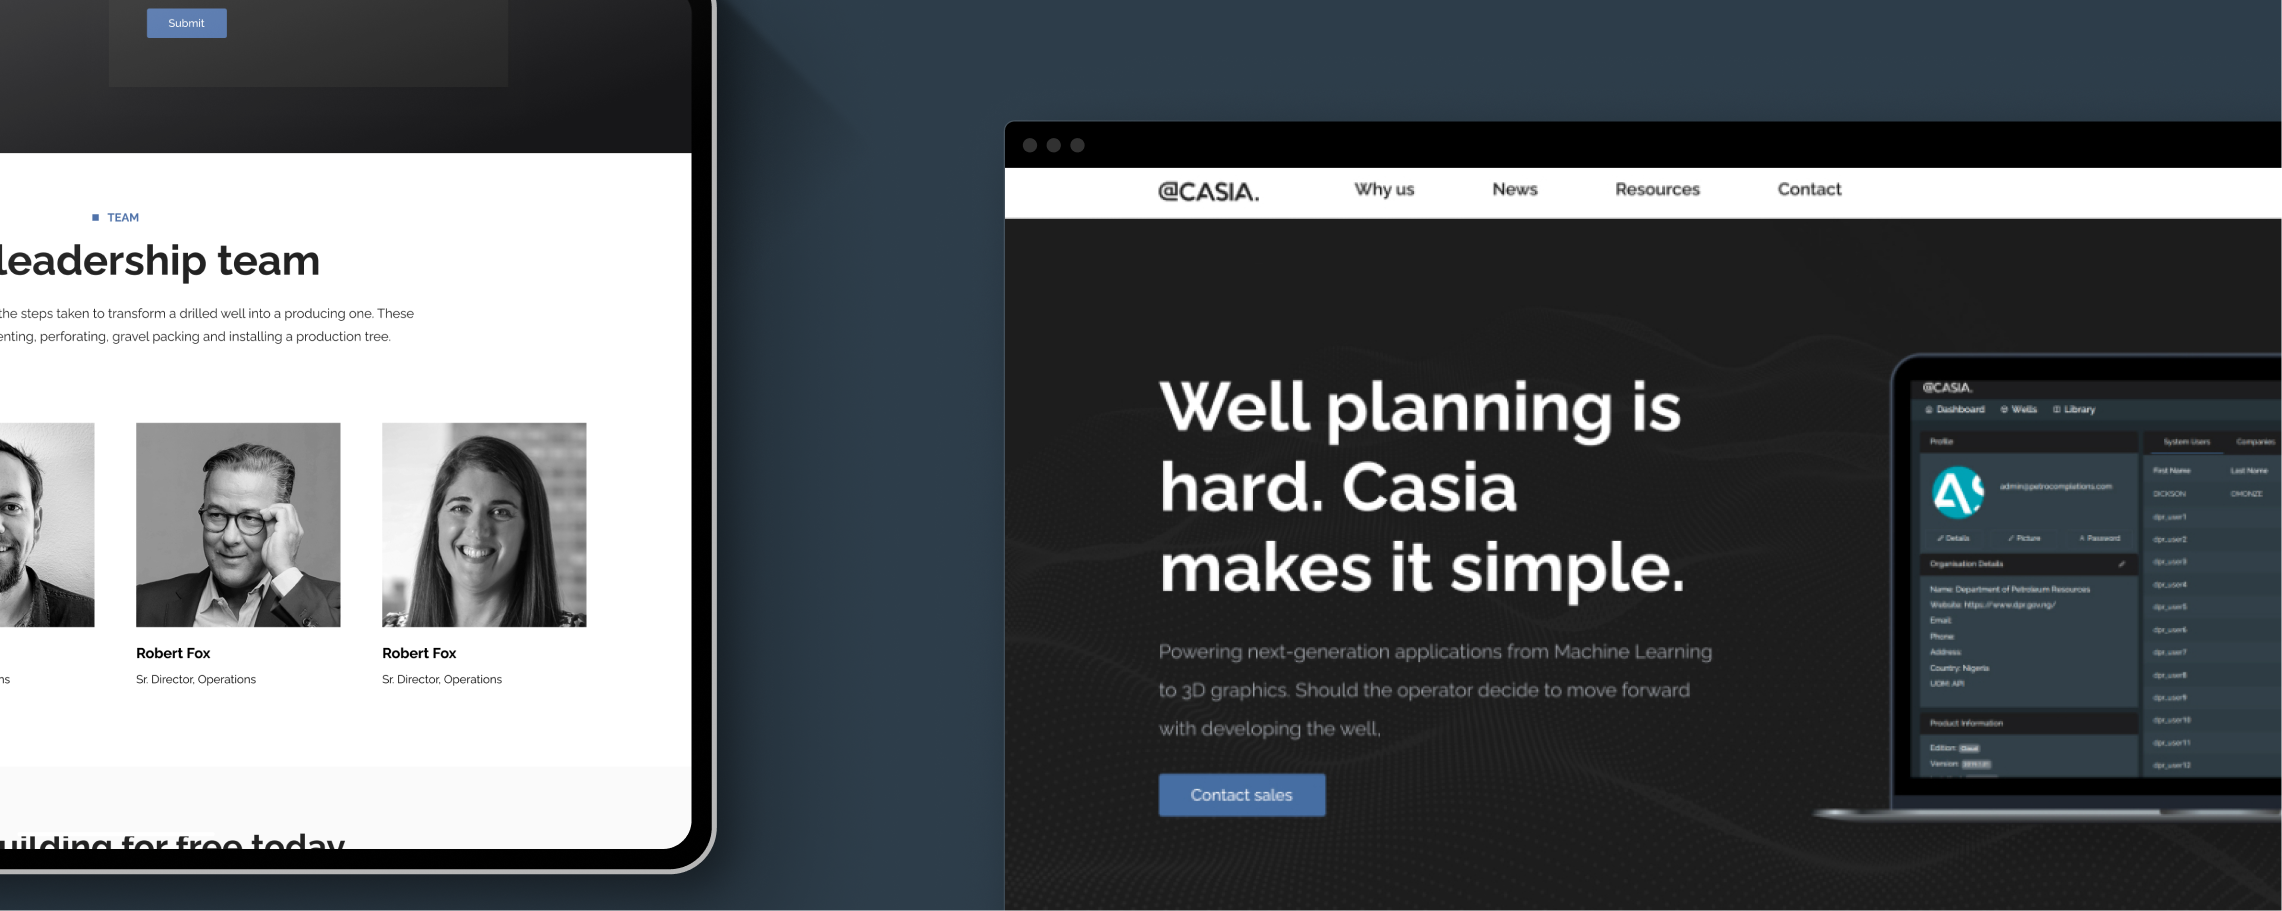 Submit
TEAM
leadership team
the steps taken to transform a drilled well into a producing one. These
enting, perforating, gravel packing and installing a production tree.
Robert Fox
Sr. Director, Operations
Robert Fox
Sr. Director, Operations
ns
uilding for free today
@CASIA.
Why us
News
Resources
Contact
Well planning is
hard. Casia
makes it simple.
Powering next-generation applications from Machine Learning
to 3D graphics. Should the operator decide to move forward
with developing the well,
Contact sales
@CASIA.
Dashboard
Wells
Library
Profile
admin@petrocomplations.com
Details
Picture
Password
Organisation Details
Name: Department of Petroleum Resources
Website: https://www.dpr.gov.ng/
Email:
Phone:
Address:
Country: Nigeria
UOM: API
Product Information
Edition: Cloud
Version:
System Users
Companies
First Name
Last Name
DICKSON
OMONZE
dpr_user1
dpr_user2
dpr_user3
dpr_user4
dpr_user5
dpr_user6
dpr_user7
dpr_user8
dpr_user9
dpr_user10
dpr_user11
dpr_user12